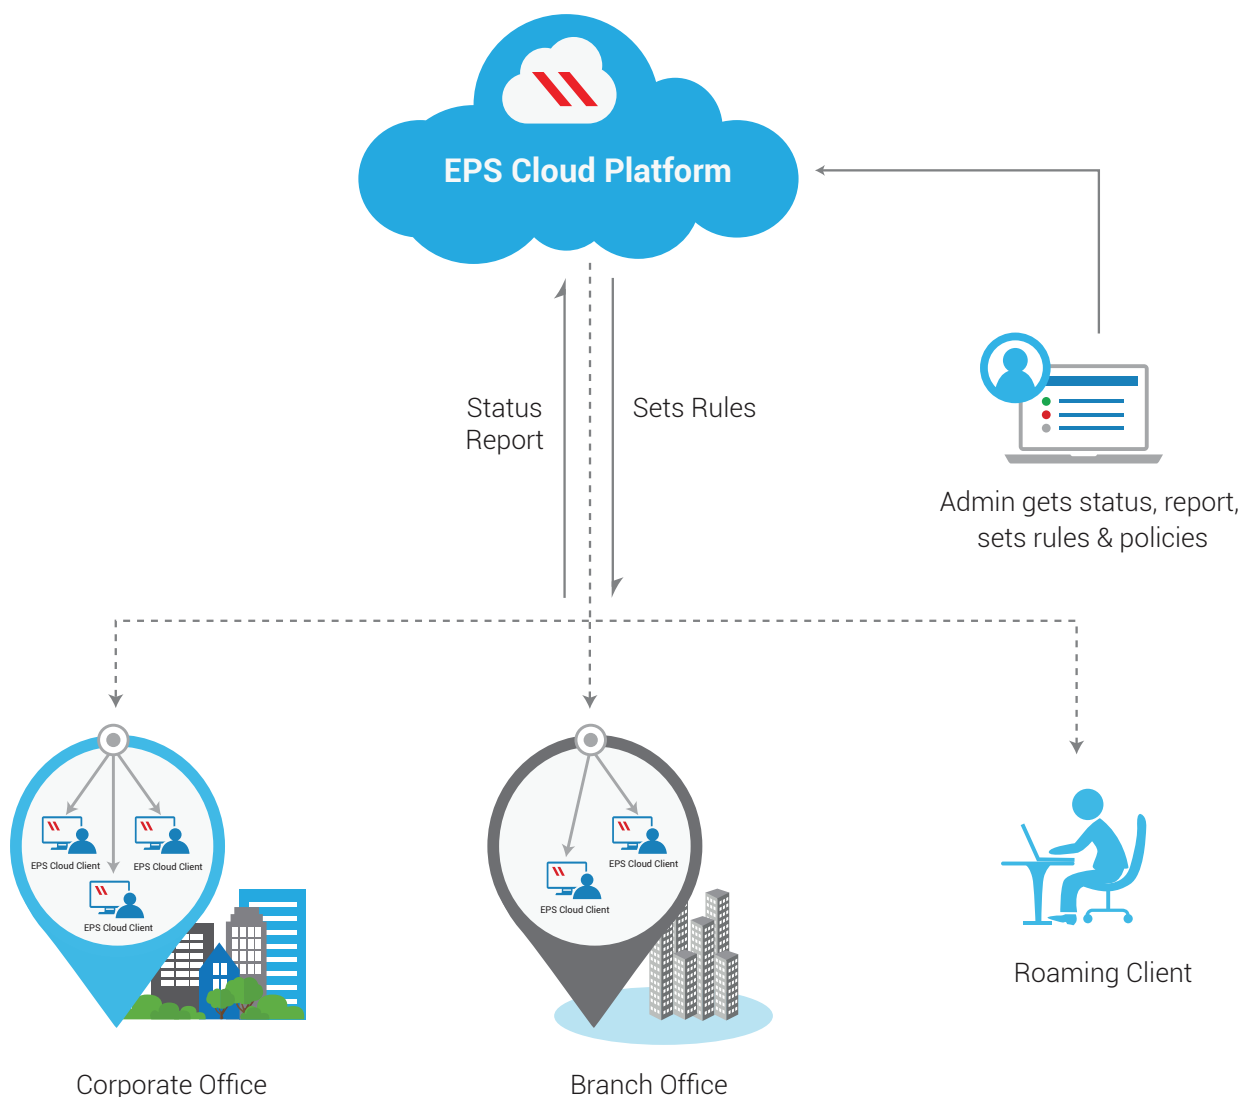 EPS Cloud Platform
Status
Report
Sets Rules
Admin gets status, report,
sets rules & policies
EPS Cloud Client
EPS Cloud Client
EPS Cloud Client
EPS Cloud Client
EPS Cloud Client
Roaming Client
Corporate Office
Branch Office